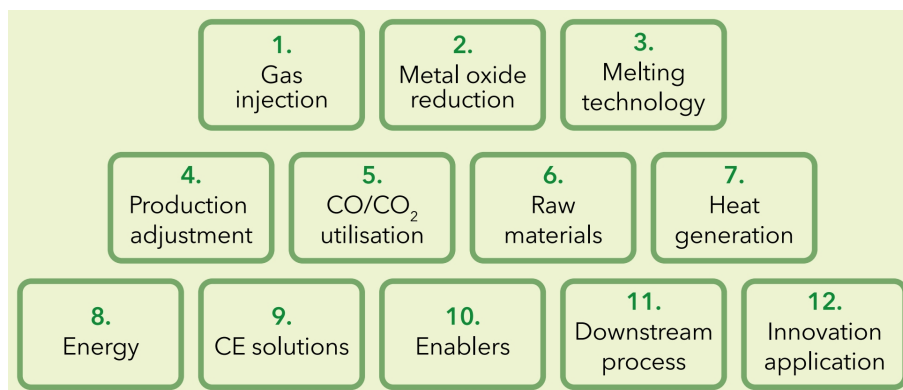 1.
Gas
injection
2.
Metal oxide
reduction
3.
Melting
technology
4.
Production
adjustment
5.
CO/CO₂
utilisation
6.
Raw
materials
7.
Heat
generation
8.
Energy
9.
CE solutions
10.
Enablers
11.
Downstream
process
12.
Innovation
application